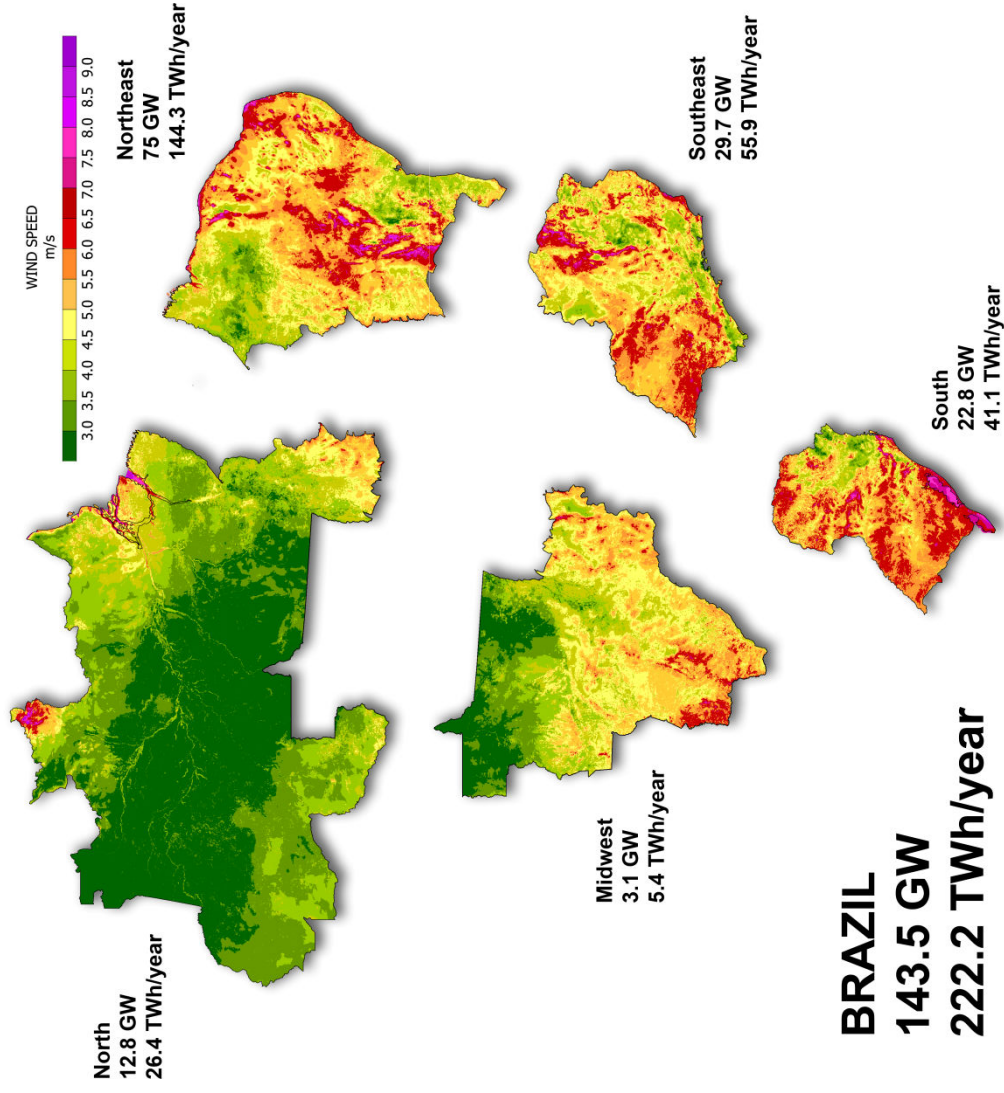 WIND SPEED
m/s
3.0 3.5 4.0 4.5 5.0 5.5 6.0 6.5 7.0 7.5 8.0 8.5 9.0
North
12.8 GW
26.4 TWh/year
Northeast
75 GW
144.3 TWh/year
Midwest
3.1 GW
5.4 TWh/year
Southeast
29.7 GW
55.9 TWh/year
South
22.8 GW
41.1 TWh/year
BRAZIL
143.5 GW
222.2 TWh/year